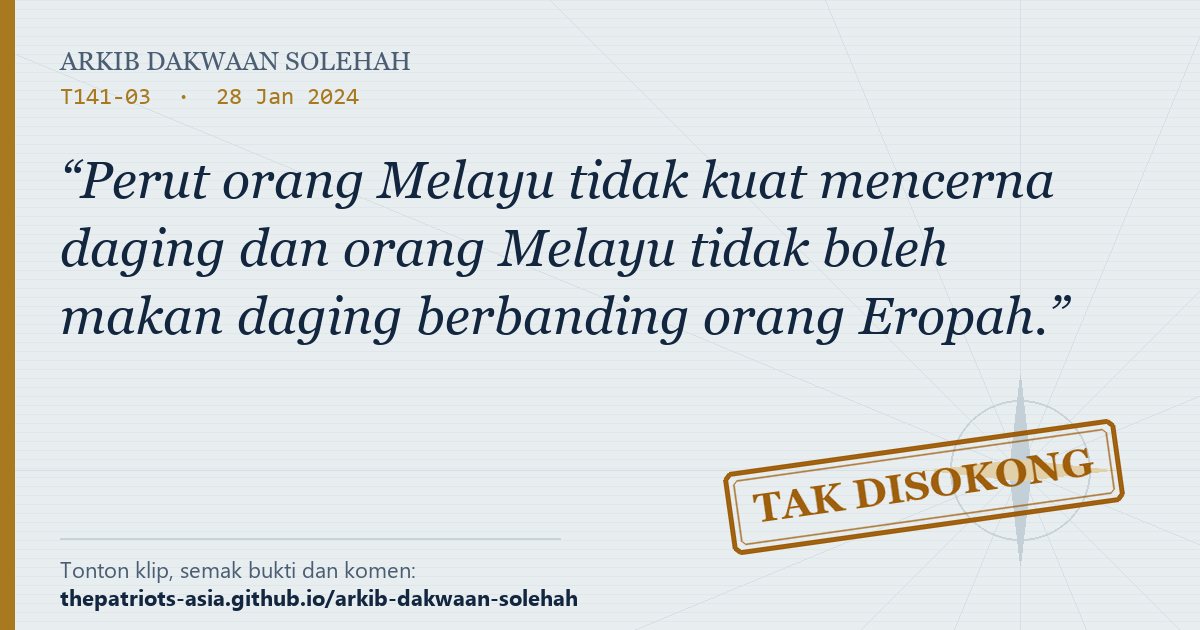 ARKIB DAKWAAN SOLEHAH
T141-03 · 28 Jan 2024
“Perut orang Melayu tidak kuat mencerna
daging dan orang Melayu tidak boleh
makan daging berbanding orang Eropah.”
TAK DISOKONG
Tonton klip, semak bukti dan komen:
thepatriots-asia.github.io/arkib-dakwaan-solehah